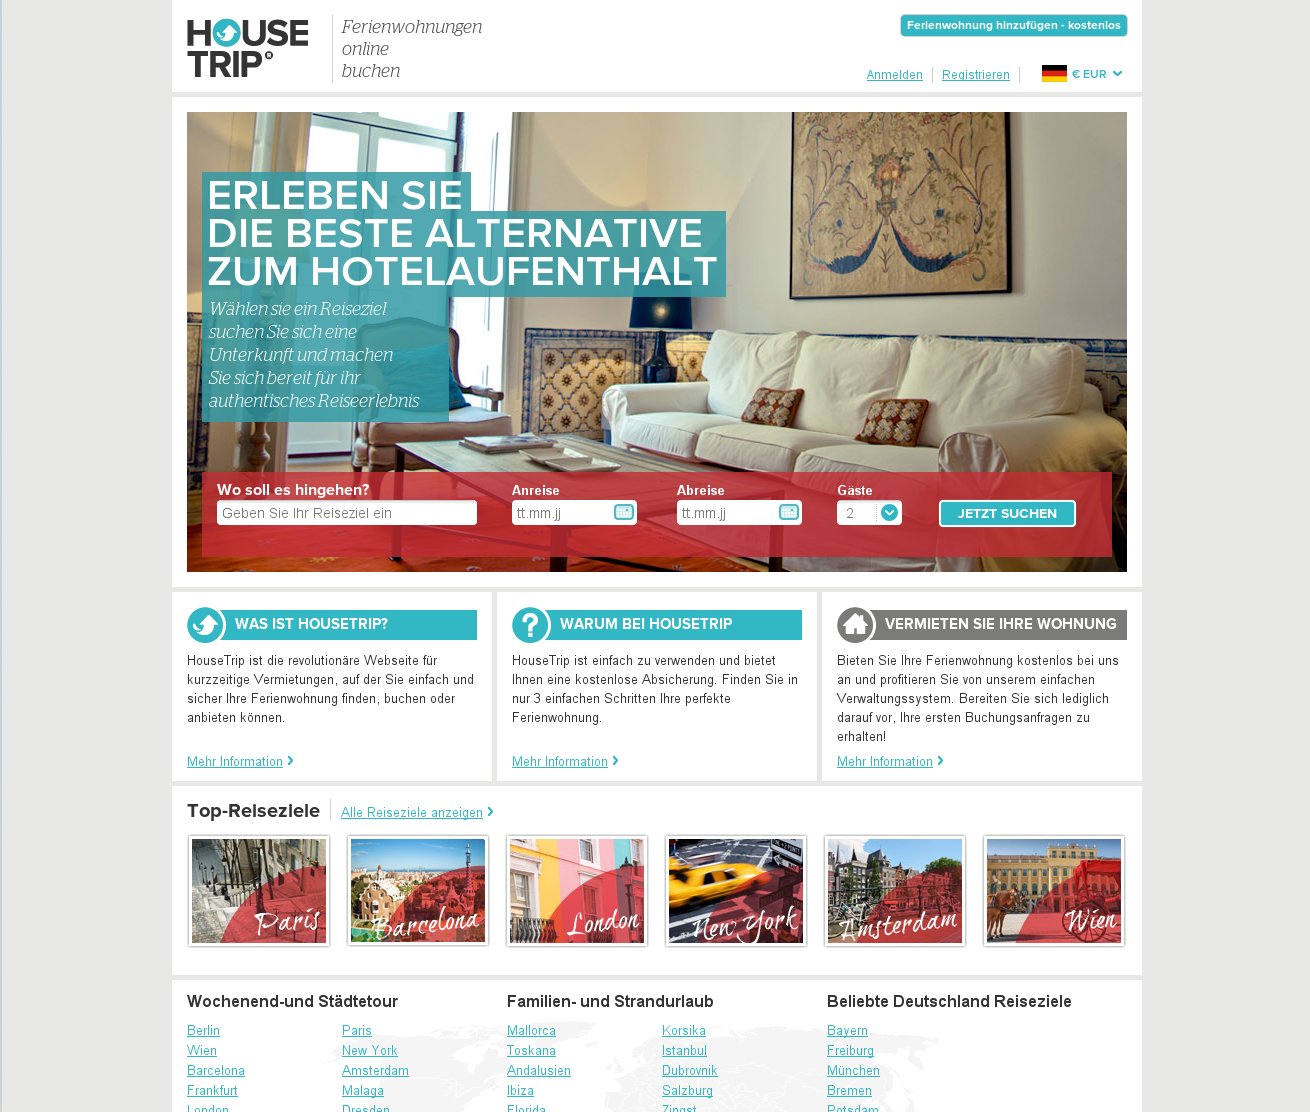 HOUSE
TRIP®
Ferienwohnungen
online
buchen
Ferienwohnung hinzufügen - kostenlos
Anmelden
Registrieren
€ EUR
ERLEBEN SIE
DIE BESTE ALTERNATIVE
ZUM HOTELAUFENTHALT
Wählen sie ein Reiseziel
suchen Sie sich eine
Unterkunft und machen
Sie sich bereit für ihr
authentisches Reiseerlebnis
Wo soll es hingehen?
Geben Sie Ihr Reiseziel ein
Anreise
tt.mm.jj
Abreise
tt.mm.jj
Gäste
2
JETZT SUCHEN
WAS IST HOUSETRIP?
HouseTrip ist die revolutionäre Webseite für
kurzzeitige Vermietungen, auf der Sie einfach und
sicher Ihre Ferienwohnung finden, buchen oder
anbieten können.
Mehr Information
?
WARUM BEI HOUSETRIP
HouseTrip ist einfach zu verwenden und bietet
Ihnen eine kostenlose Absicherung. Finden Sie in
nur 3 einfachen Schritten Ihre perfekte
Ferienwohnung.
Mehr Information
VERMIETEN SIE IHRE WOHNUNG
Bieten Sie Ihre Ferienwohnung kostenlos bei uns
an und profitieren Sie von unserem einfachen
Verwaltungssystem. Bereiten Sie sich lediglich
darauf vor, Ihre ersten Buchungsanfragen zu
erhalten!
Mehr Information
Top-Reiseziele
Alle Reiseziele anzeigen
Paris
Barcelona
London
New York
Amsterdam
Wien
Wochenend-und Städtetour
Berlin
Wien
Barcelona
Frankfurt
London
Paris
New York
Amsterdam
Malaga
Dresden
Familien- und Strandurlaub
Mallorca
Toskana
Andalusien
Ibiza
Florida
Korsika
Istanbul
Dubrovnik
Salzburg
Zingst
Beliebte Deutschland Reiseziele
Bayern
Freiburg
München
Bremen
Potsdam